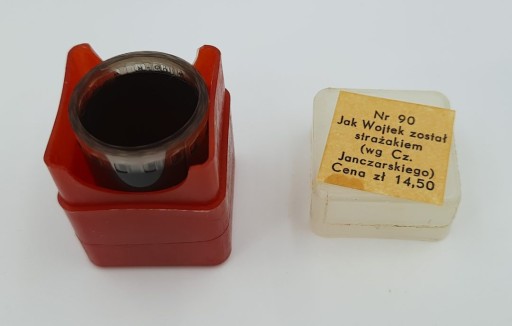 Nr 90
Jak Wojtek został
strażakiem
(wg Cz.
Janczarskiego)
Cena zł 14,50